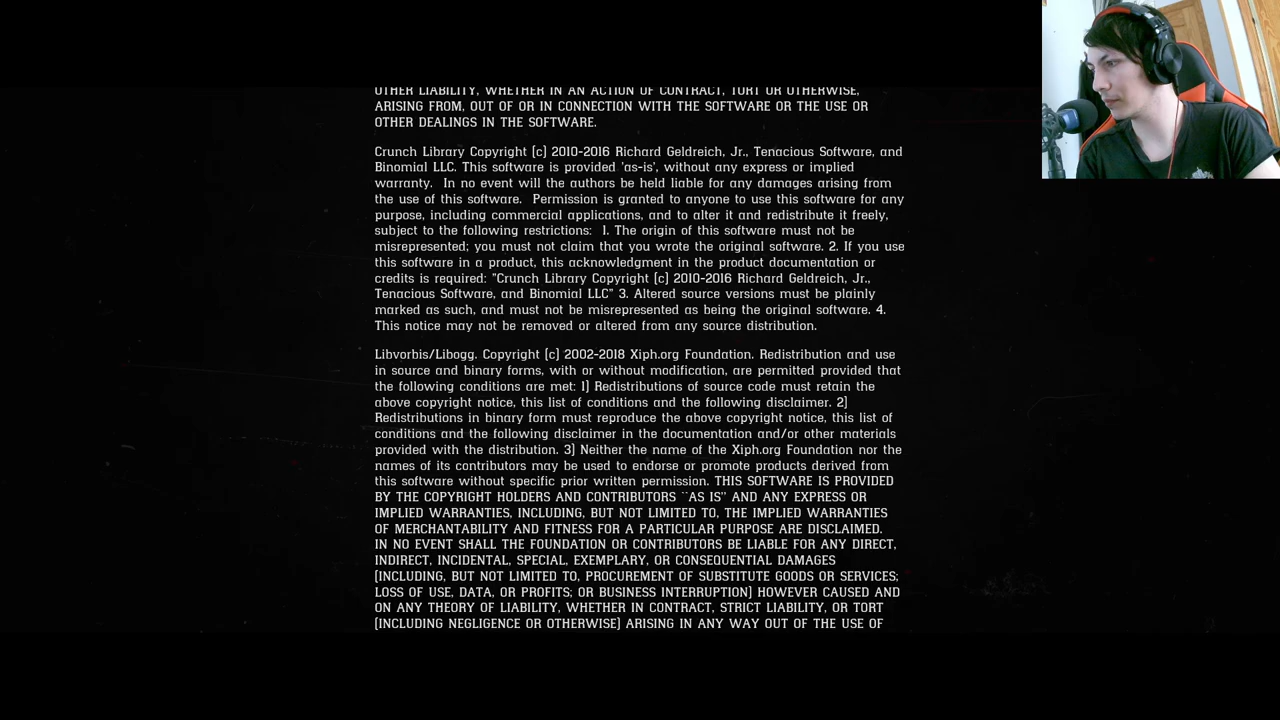 OTHER LIABILITY, WHETHER IN AN ACTION OF CONTRACT, TORT OR OTHERWISE,
ARISING FROM, OUT OF OR IN CONNECTION WITH THE SOFTWARE OR THE USE OR
OTHER DEALINGS IN THE SOFTWARE.
Crunch Library Copyright (c) 2010-2016 Richard Geldreich, Jr., Tenacious Software, and
Binomial LLC. This software is provided 'as-is', without any express or implied
warranty.  In no event will the authors be held liable for any damages arising from
the use of this software.  Permission is granted to anyone to use this software for any
purpose, including commercial applications, and to alter it and redistribute it freely,
subject to the following restrictions:  1. The origin of this software must not be
misrepresented; you must not claim that you wrote the original software. 2. If you use
this software in a product, this acknowledgment in the product documentation or
credits is required: "Crunch Library Copyright (c) 2010-2016 Richard Geldreich, Jr.,
Tenacious Software, and Binomial LLC" 3. Altered source versions must be plainly
marked as such, and must not be misrepresented as being the original software. 4.
This notice may not be removed or altered from any source distribution.
Libvorbis/Libogg. Copyright (c) 2002-2018 Xiph.org Foundation. Redistribution and use
in source and binary forms, with or without modification, are permitted provided that
the following conditions are met: 1) Redistributions of source code must retain the
above copyright notice, this list of conditions and the following disclaimer. 2)
Redistributions in binary form must reproduce the above copyright notice, this list of
conditions and the following disclaimer in the documentation and/or other materials
provided with the distribution. 3) Neither the name of the Xiph.org Foundation nor the
names of its contributors may be used to endorse or promote products derived from
this software without specific prior written permission. THIS SOFTWARE IS PROVIDED
BY THE COPYRIGHT HOLDERS AND CONTRIBUTORS ``AS IS'' AND ANY EXPRESS OR
IMPLIED WARRANTIES, INCLUDING, BUT NOT LIMITED TO, THE IMPLIED WARRANTIES
OF MERCHANTABILITY AND FITNESS FOR A PARTICULAR PURPOSE ARE DISCLAIMED.
IN NO EVENT SHALL THE FOUNDATION OR CONTRIBUTORS BE LIABLE FOR ANY DIRECT,
INDIRECT, INCIDENTAL, SPECIAL, EXEMPLARY, OR CONSEQUENTIAL DAMAGES
(INCLUDING, BUT NOT LIMITED TO, PROCUREMENT OF SUBSTITUTE GOODS OR SERVICES;
LOSS OF USE, DATA, OR PROFITS; OR BUSINESS INTERRUPTION) HOWEVER CAUSED AND
ON ANY THEORY OF LIABILITY, WHETHER IN CONTRACT, STRICT LIABILITY, OR TORT
(INCLUDING NEGLIGENCE OR OTHERWISE) ARISING IN ANY WAY OUT OF THE USE OF